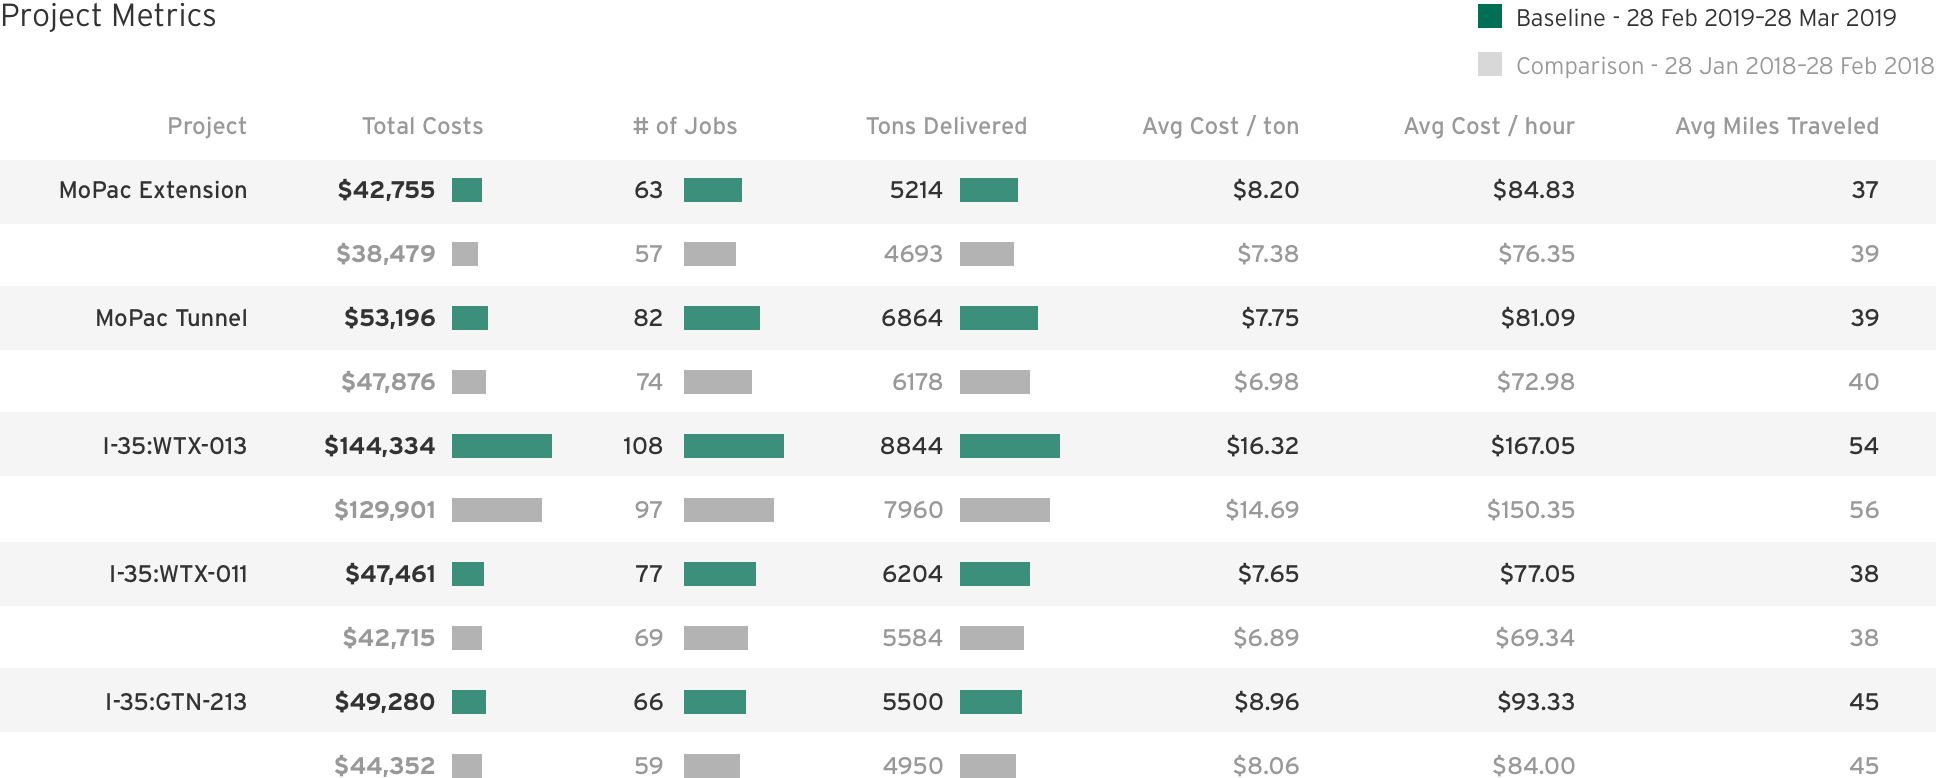 Project Metrics
Baseline - 28 Feb 2019-28 Mar 2019
Comparison - 28 Jan 2018-28 Feb 2018
Project Total Costs # of Jobs Tons Delivered Avg Cost / ton Avg Cost / hour Avg Miles Traveled
MoPac Extension $42,755 63 5214 $8.20 $84.83 37
$38,479 57 4693 $7.38 $76.35 39
MoPac Tunnel $53,196 82 6864 $7.75 $81.09 39
$47,876 74 6178 $6.98 $72.98 40
I-35:WTX-013 $144,334 108 8844 $16.32 $167.05 54
$129,901 97 7960 $14.69 $150.35 56
I-35:WTX-011 $47,461 77 6204 $7.65 $77.05 38
$42,715 69 5584 $6.89 $69.34 38
I-35:GTN-213 $49,280 66 5500 $8.96 $93.33 45
$44,352 59 4950 $8.06 $84.00 45